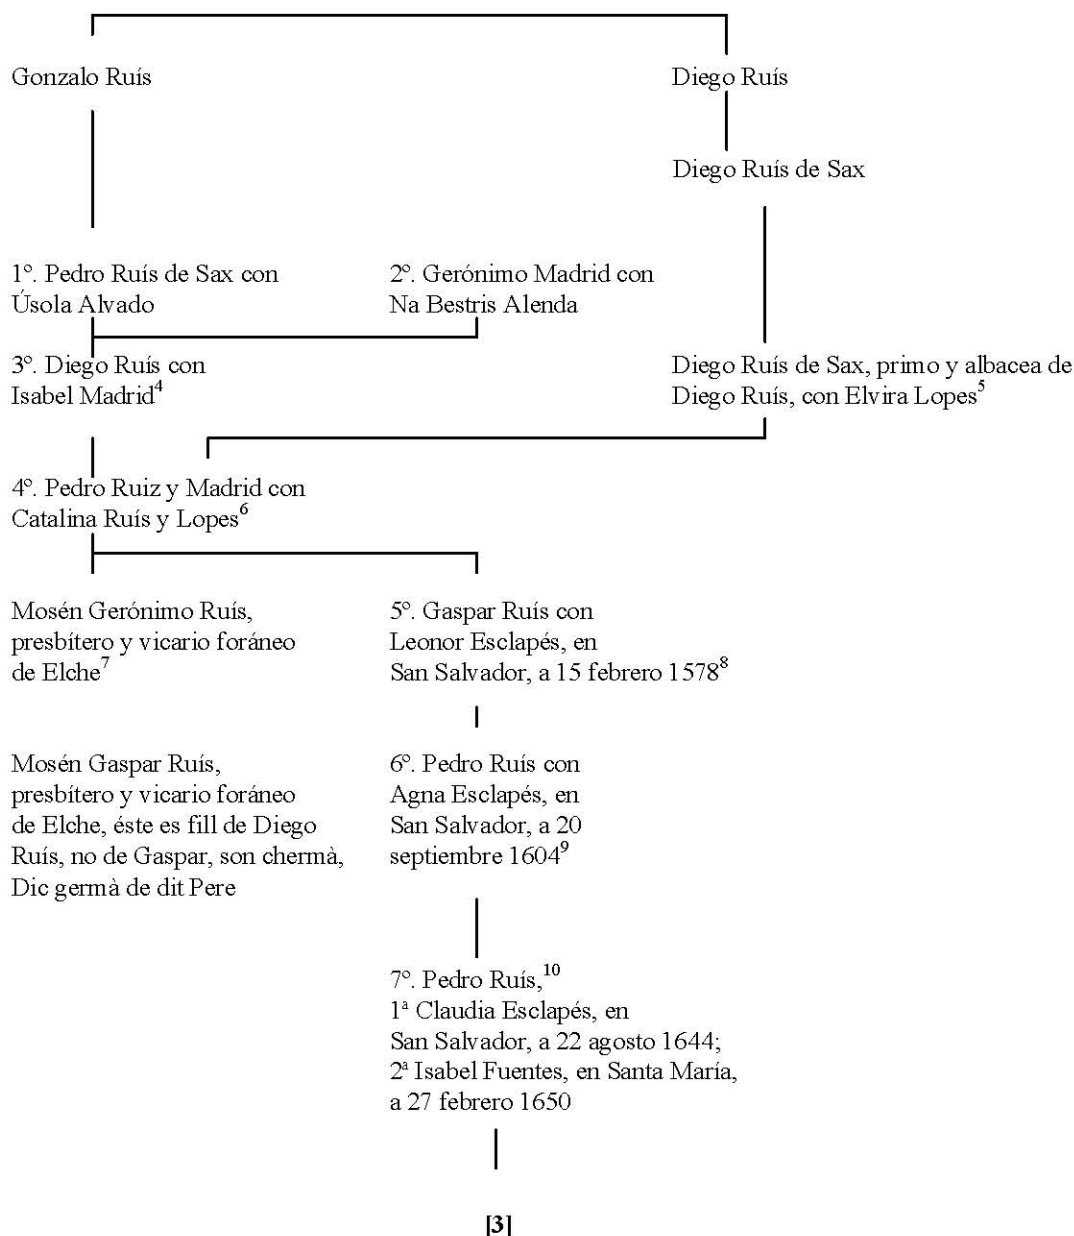 Gonzalo Ruís
Diego Ruís
Diego Ruís de Sax
1º. Pedro Ruís de Sax con
Úsola Alvado
2º. Gerónimo Madrid con
Na Bestris Alenda
3º. Diego Ruís con
Isabel Madrid4
Diego Ruís de Sax, primo y albacea de
Diego Ruís, con Elvira Lopes5
4º. Pedro Ruiz y Madrid con
Catalina Ruís y Lopes6
Mosén Gerónimo Ruís,
presbítero y vicario foráneo
de Elche7
5º. Gaspar Ruís con
Leonor Esclapés, en
San Salvador, a 15 febrero 15788
Mosén Gaspar Ruís,
presbítero y vicario foráneo
de Elche, éste es fill de Diego
Ruís, no de Gaspar, son chermà,
Dic germà de dit Pere
6º. Pedro Ruís con
Agna Esclapés, en
San Salvador, a 20
septiembre 16049
7º. Pedro Ruís,10
1ª Claudia Esclapés, en
San Salvador, a 22 agosto 1644;
2ª Isabel Fuentes, en Santa María,
a 27 febrero 1650
[3]